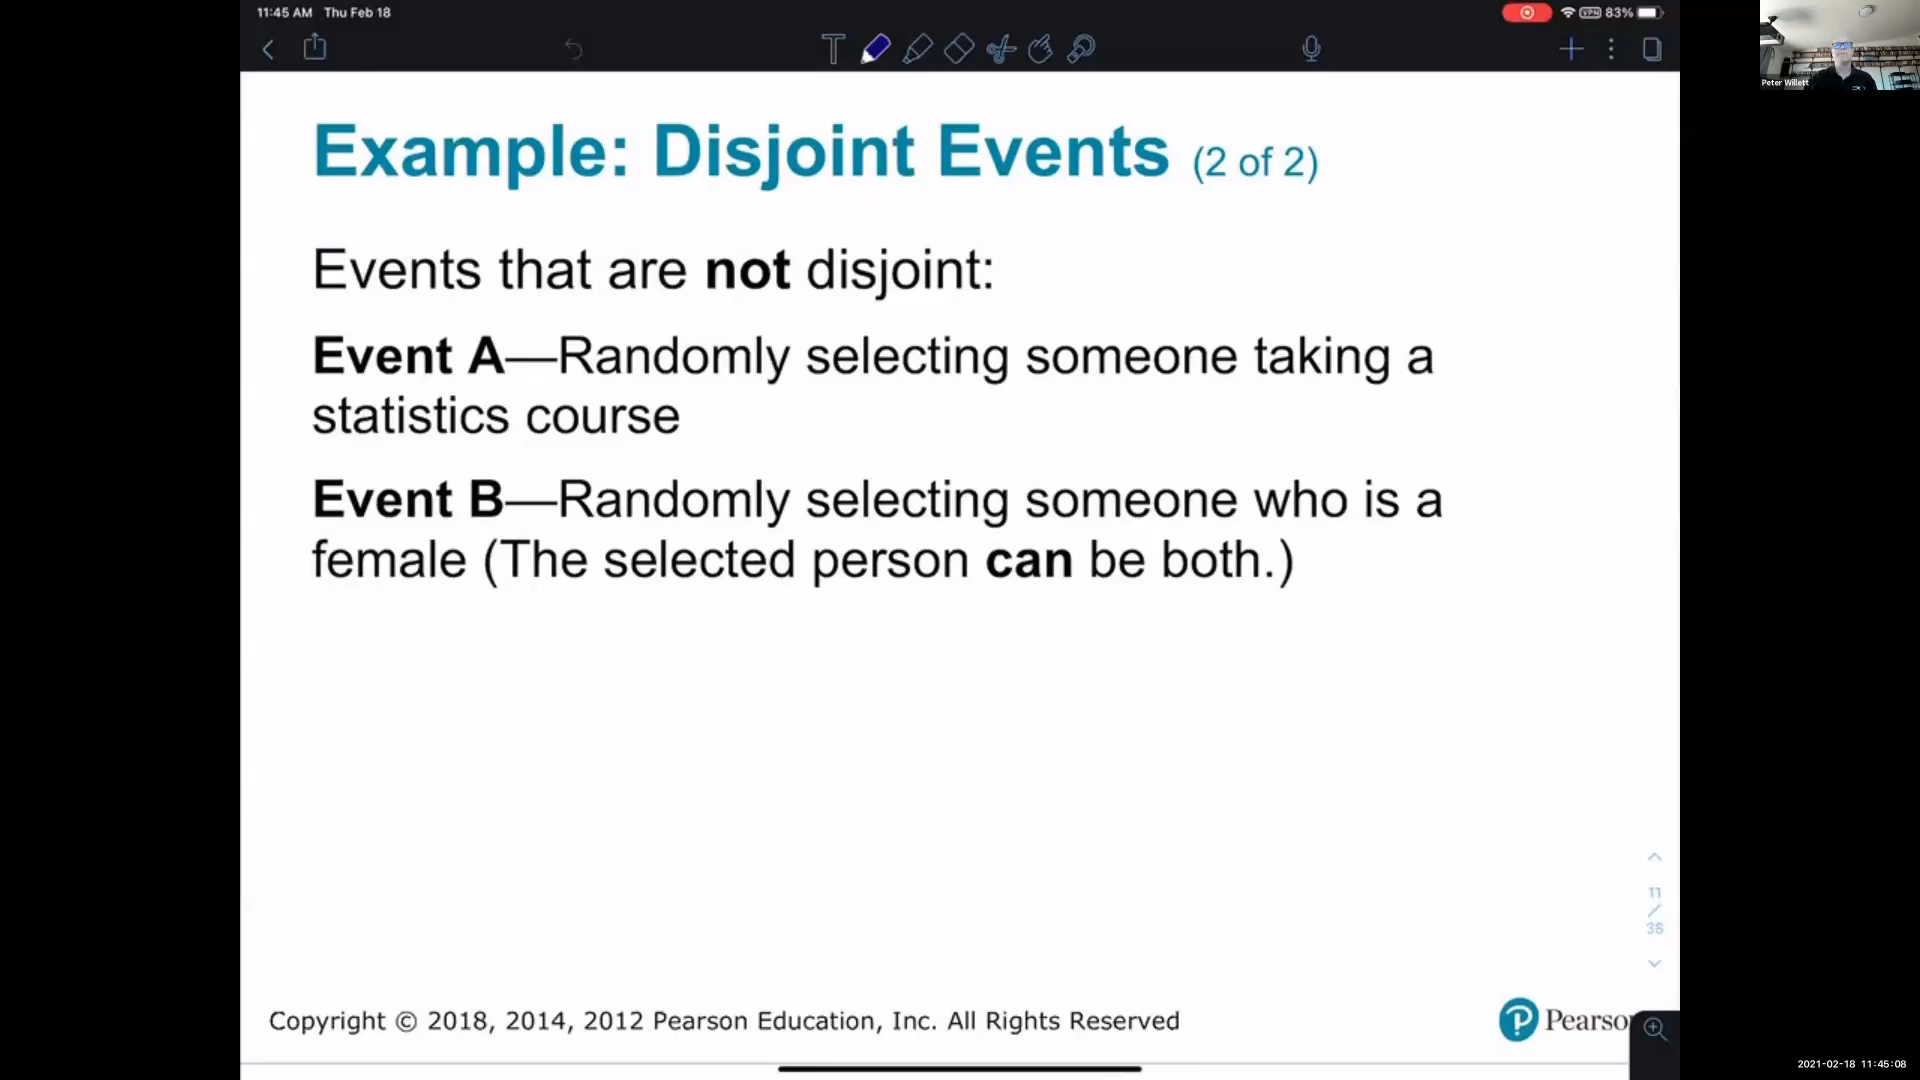 11:45 AM Thu Feb 18
VPN 83%
Peter Willett
Example: Disjoint Events (2 of 2)
Events that are not disjoint:
Event A—Randomly selecting someone taking a
statistics course
Event B—Randomly selecting someone who is a
female (The selected person can be both.)
11
/
38
Copyright © 2018, 2014, 2012 Pearson Education, Inc. All Rights Reserved
Pearso
2021-02-18 11:45:08